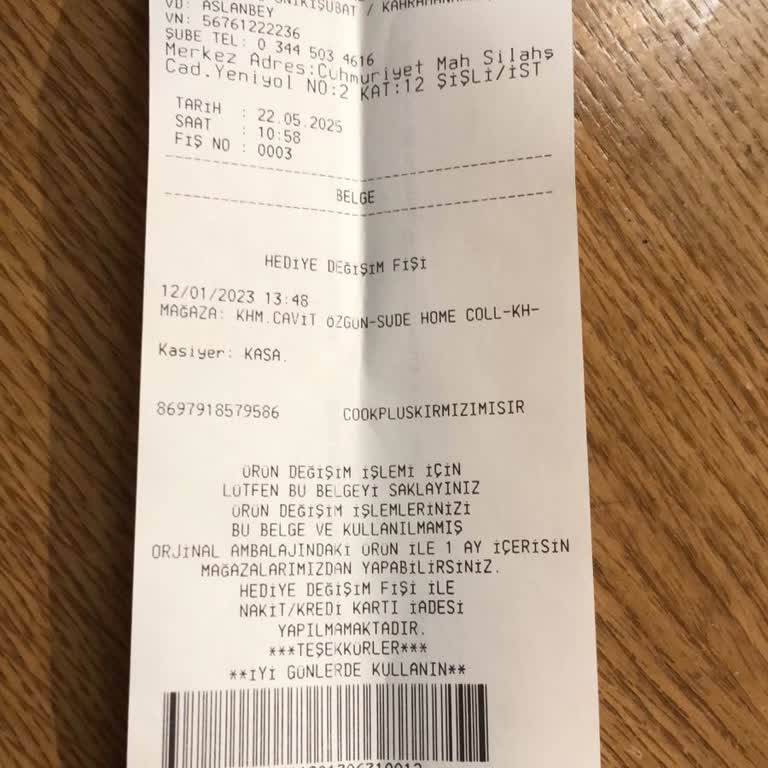 ONİKİŞUBAT / KAHRAMANMARAŞ
VD: ASLANBEY
VN: 56761222236
ŞUBE TEL: 0 344 503 4616
Merkez Adres:Cuhmuriyet Mah Silahş
Cad.Yeniyol NO:2 KAT:12 ŞİŞLİ/İST
TARİH : 22.05.2025
SAAT : 10:58
FİŞ NO : 0003
BELGE
HEDİYE DEĞİŞİM FİŞİ
12/01/2023 13:48
MAĞAZA: KHM.CAVİT ÖZGÜN-SUDE HOME COLL-KH-
Kasiyer: KASA.
8697918579586 COOKPLUSKIRMIZIMISIR
ÜRÜN DEĞİŞİM İŞLEMİ İÇİN
LÜTFEN BU BELGEYİ SAKLAYINIZ
ÜRÜN DEĞİŞİM İŞLEMLERİNİZİ
BU BELGE VE KULLANILMAMIŞ
ORJİNAL AMBALAJINDAKİ ÜRÜN İLE 1 AY İÇERİSİN
MAĞAZALARIMIZDAN YAPABİLİRSİNİZ.
HEDİYE DEĞİŞİM FİŞİ İLE
NAKİT/KREDİ KARTI İADESİ
YAPILMAMAKTADIR.
***TEŞEKKÜRLER***
**İYİ GÜNLERDE KULLANIN**